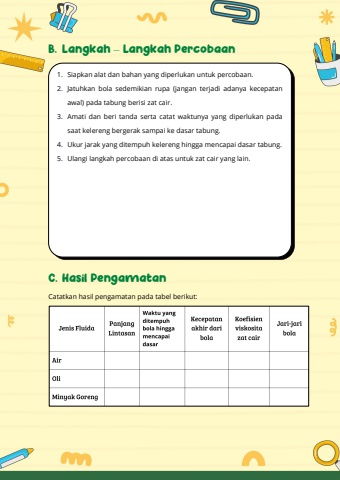 B. Langkah – Langkah Percobaan
1. Siapkan alat dan bahan yang diperlukan untuk percobaan.
2. Jatuhkan bola sedemikian rupa (jangan terjadi adanya kecepatan
awal) pada tabung berisi zat cair.
3. Amati dan beri tanda serta catat waktunya yang diperlukan pada
saat kelereng bergerak sampai ke dasar tabung.
4. Ukur jarak yang ditempuh kelereng hingga mencapai dasar tabung.
5. Ulangi langkah percobaan di atas untuk zat cair yang lain.
C. Hasil Pengamatan
Catatkan hasil pengamatan pada tabel berikut:
Jenis Fluida
Panjang
Lintasan
Waktu yang
ditempuh
bola hingga
mencapai
dasar
Kecepatan
akhir dari
bola
Koefisien
viskosita
zat cair
Jari-jari
bola
Air
Oli
Minyak Goreng